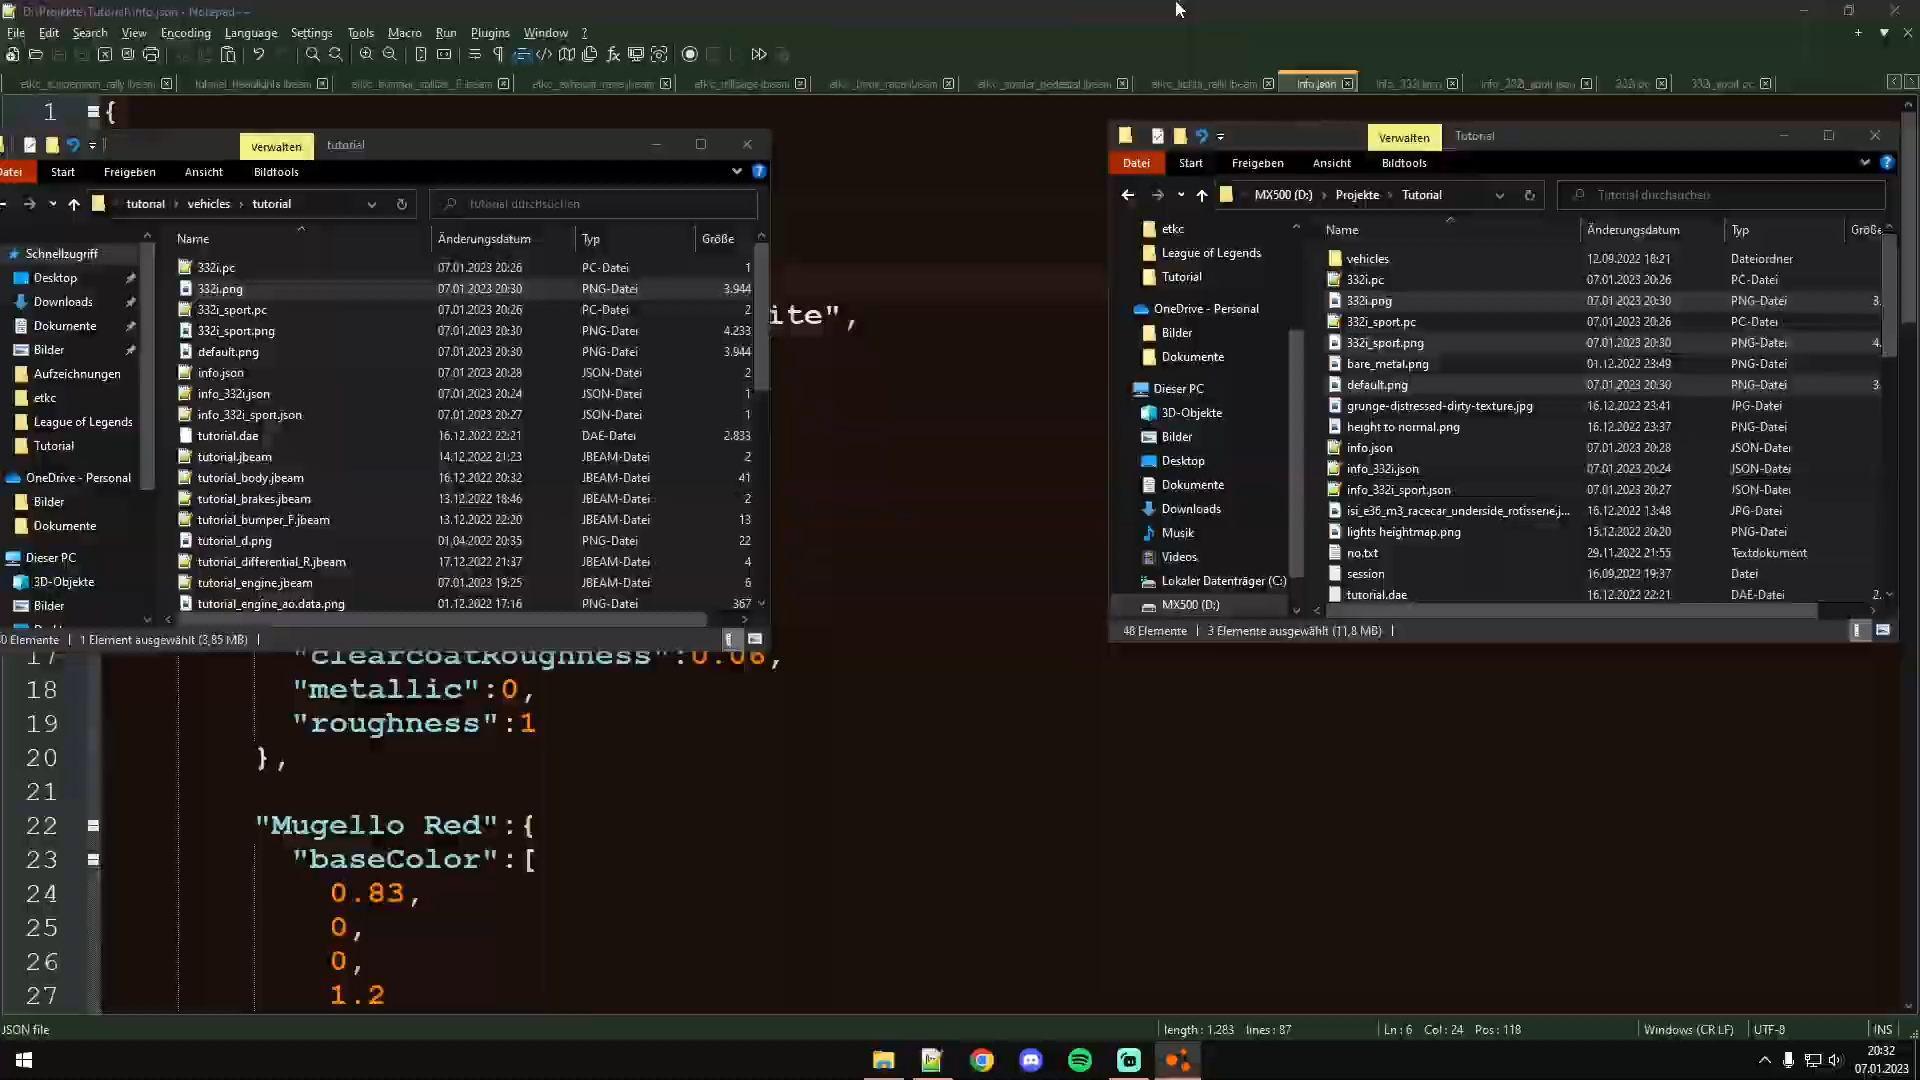 D:\Projekte\Tutorial\info.json - Notepad++
File Edit Search View Encoding Language Settings Tools Macro Run Plugins Window ?
info.json
1 {
Verwalten tutorial
Datei Start Freigeben Ansicht Bildtools
tutorial > vehicles > tutorial
tutorial durchsuchen
Name Änderungsdatum Typ Größe
Schnellzugriff
Desktop
Downloads
Dokumente
Bilder
Aufzeichnungen
etkc
League of Legends
Tutorial
OneDrive - Personal
Bilder
Dokumente
Dieser PC
3D-Objekte
Bilder
332i.pc 07.01.2023 20:26 PC-Datei 1
332i.png 07.01.2023 20:30 PNG-Datei 3.944
332i_sport.pc 07.01.2023 20:26 PC-Datei 2
332i_sport.png 07.01.2023 20:30 PNG-Datei 4.233
default.png 07.01.2023 20:30 PNG-Datei 3.944
info.json 07.01.2023 20:28 JSON-Datei 2
info_332i.json 07.01.2023 20:24 JSON-Datei 1
info_332i_sport.json 07.01.2023 20:27 JSON-Datei 1
tutorial.dae 16.12.2022 22:21 DAE-Datei 2.833
tutorial.jbeam 14.12.2022 21:23 JBEAM-Datei 2
tutorial_body.jbeam 16.12.2022 20:32 JBEAM-Datei 41
tutorial_brakes.jbeam 13.12.2022 18:46 JBEAM-Datei 2
tutorial_bumper_F.jbeam 13.12.2022 22:20 JBEAM-Datei 13
tutorial_d.png 01.04.2022 20:35 PNG-Datei 22
tutorial_differential_R.jbeam 17.12.2022 21:37 JBEAM-Datei 4
tutorial_engine.jbeam 07.01.2023 19:25 JBEAM-Datei 6
tutorial_engine_ao.data.png 01.12.2022 17:16 PNG-Datei 367
0 Elemente | 1 Element ausgewählt (3,85 MB) |
ite",
Verwalten Tutorial
Datei Start Freigeben Ansicht Bildtools
MX500 (D:) > Projekte > Tutorial
Tutorial durchsuchen
Name Änderungsdatum Typ Größe
etkc
League of Legends
Tutorial
OneDrive - Personal
Bilder
Dokumente
Dieser PC
3D-Objekte
Bilder
Desktop
Dokumente
Downloads
Musik
Videos
Lokaler Datenträger (C:)
MX500 (D:)
vehicles 12.09.2022 18:21 Dateiordner
332i.pc 07.01.2023 20:26 PC-Datei
332i.png 07.01.2023 20:30 PNG-Datei 3.
332i_sport.pc 07.01.2023 20:26 PC-Datei
332i_sport.png 07.01.2023 20:30 PNG-Datei 4.
bare_metal.png 01.12.2022 23:49 PNG-Datei
default.png 07.01.2023 20:30 PNG-Datei 3
grunge-distressed-dirty-texture.jpg 16.12.2022 23:41 JPG-Datei
height to normal.png 16.12.2022 23:37 PNG-Datei
info.json 07.01.2023 20:28 JSON-Datei
info_332i.json 07.01.2023 20:24 JSON-Datei
info_332i_sport.json 07.01.2023 20:27 JSON-Datei
isi_e36_m3_racecar_underside_rotisserie.j... 16.12.2022 13:48 JPG-Datei
lights heightmap.png 15.12.2022 20:20 PNG-Datei
no.txt 29.11.2022 21:55 Textdokument
session 16.09.2022 19:37 Datei
tutorial.dae 16.12.2022 22:21 DAE-Datei 2.
48 Elemente | 3 Elemente ausgewählt (11,8 MB) |
17 "clearcoatRoughness":0.06,
18 "metallic":0,
19 "roughness":1
20 },
21
22 "Mugello Red":{
23 "baseColor":[
24 0.83,
25 0,
26 0,
27 1.2
JSON file length : 1.283 lines : 87 Ln : 6 Col : 24 Pos : 118 Windows (CR LF) UTF-8 INS
20:32
07.01.2023